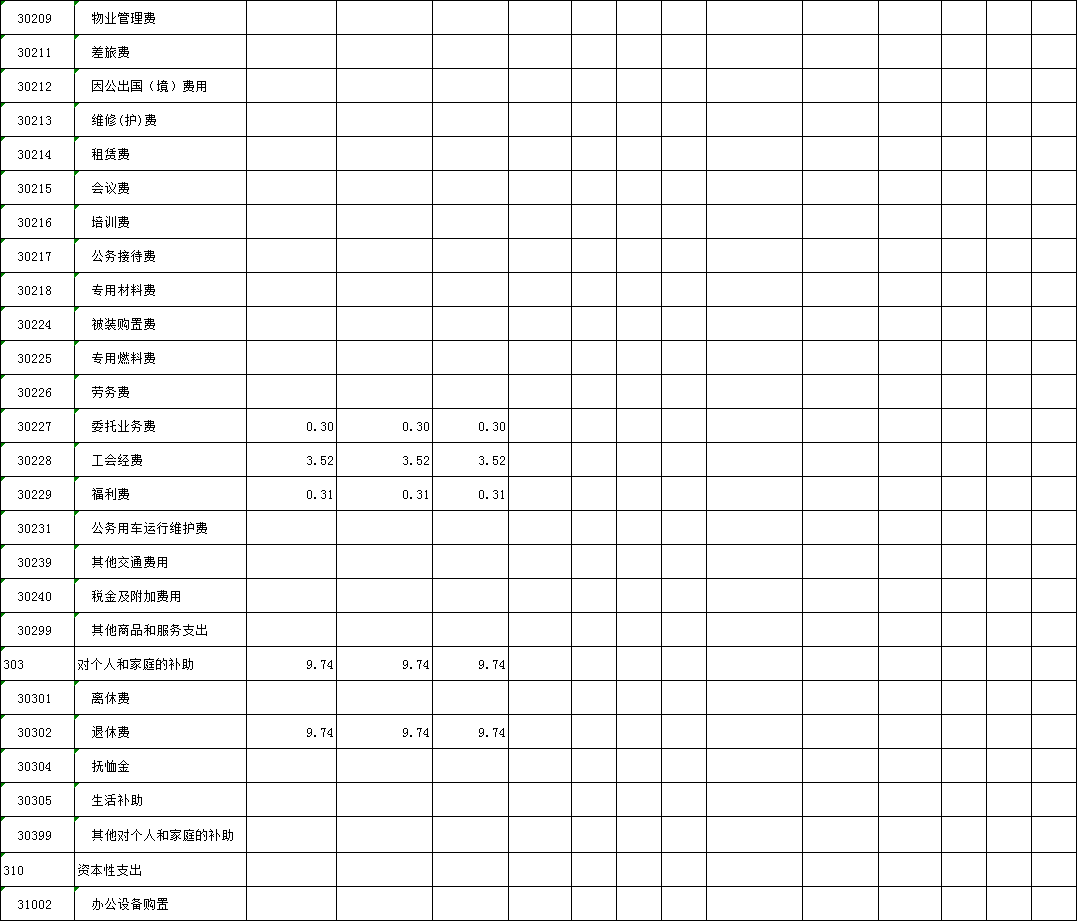 30209 物业管理费
30211 差旅费
30212 因公出国（境）费用
30213 维修(护)费
30214 租赁费
30215 会议费
30216 培训费
30217 公务接待费
30218 专用材料费
30224 被装购置费
30225 专用燃料费
30226 劳务费
30227 委托业务费 0.30 0.30 0.30
30228 工会经费 3.52 3.52 3.52
30229 福利费 0.31 0.31 0.31
30231 公务用车运行维护费
30239 其他交通费用
30240 税金及附加费用
30299 其他商品和服务支出
303 对个人和家庭的补助 9.74 9.74 9.74
30301 离休费
30302 退休费 9.74 9.74 9.74
30304 抚恤金
30305 生活补助
30399 其他对个人和家庭的补助
310 资本性支出
31002 办公设备购置